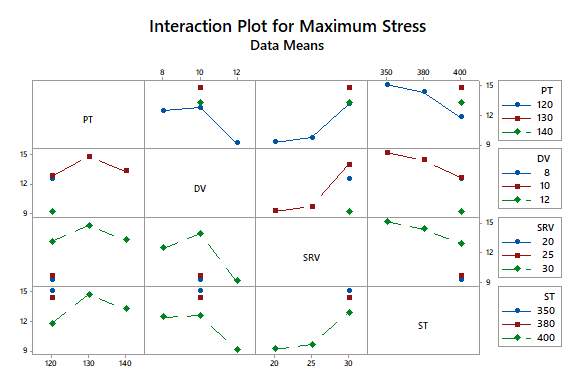 Interaction Plot for Maximum Stress
Data Means
8 10 12 350 380 400
PT 15 12 9
PT
120
130
140
15 12 9 DV
DV
8
10
12
SRV 15 12 9
SRV
20
25
30
15 12 9 ST
ST
350
380
400
120 130 140 20 25 30